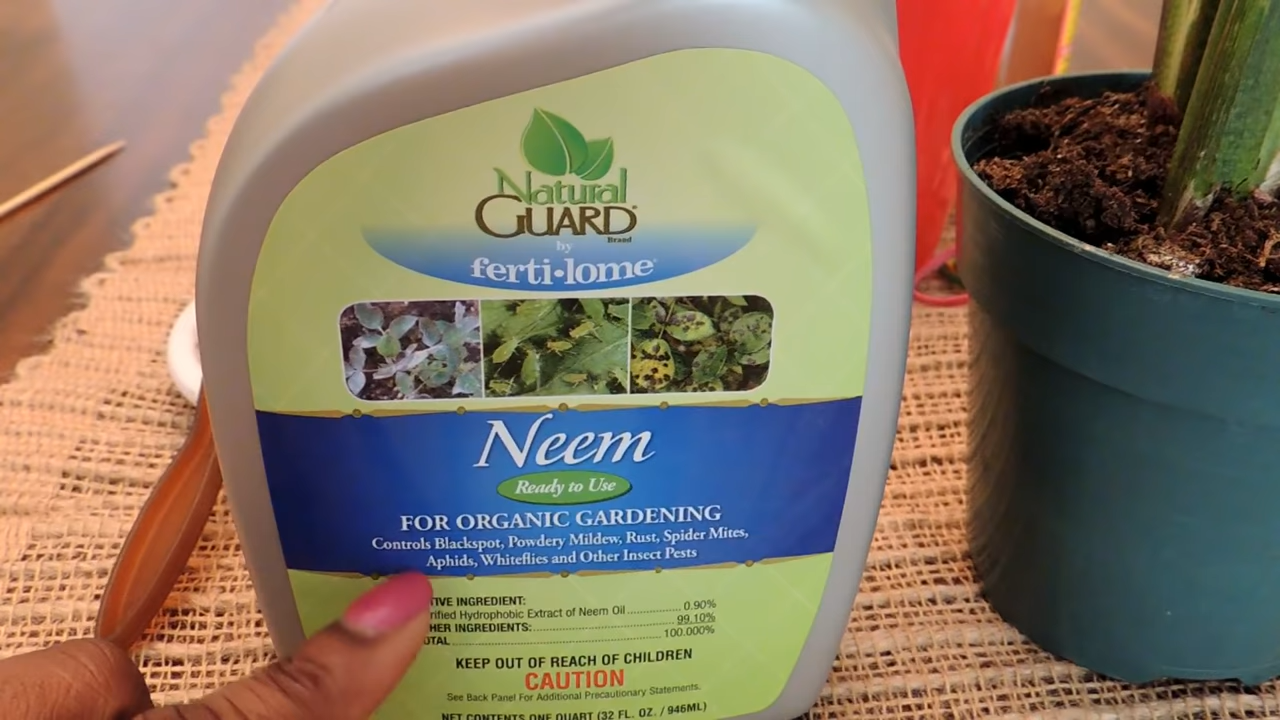 Natural
GUARD®
Brand
by
ferti•lome®
Neem
Ready to Use
FOR ORGANIC GARDENING
Controls Blackspot, Powdery Mildew, Rust, Spider Mites,
Aphids, Whiteflies and Other Insect Pests
TIVE INGREDIENT:
rified Hydrophobic Extract of Neem Oil .................... 0.90%
HER INGREDIENTS:.................................... 99.10%
OTAL ..................................................... 100.000%
KEEP OUT OF REACH OF CHILDREN
CAUTION
See Back Panel For Additional Precautionary Statements.
NET CONTENTS ONE QUART (32 FL. OZ. / 946ML)